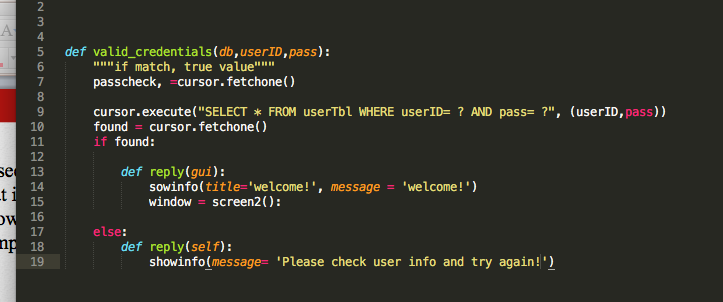 2
3
4
5 def valid_credentials(db,userID,pass):
6 """if match, true value"""
7 passcheck, =cursor.fetchone()
8
9 cursor.execute("SELECT * FROM userTbl WHERE userID= ? AND pass= ?", (userID,pass))
10 found = cursor.fetchone()
11 if found:
12
13 def reply(gui):
14 sowinfo(title='welcome!', message = 'welcome!')
15 window = screen2():
16
17 else:
18 def reply(self):
19 showinfo(message= 'Please check user info and try again!')